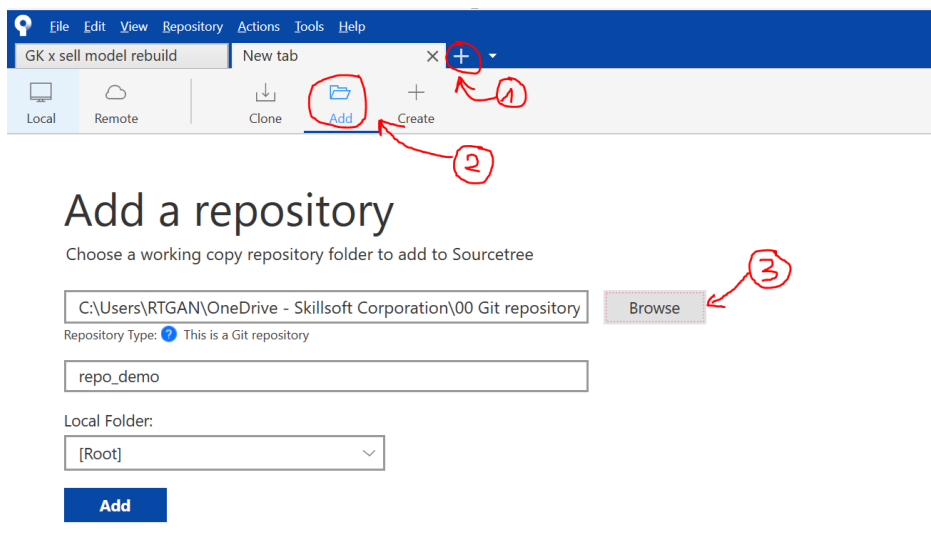 File Edit View Repository Actions Tools Help
GK x sell model rebuild New tab
1
Local Remote Clone Add Create
2
Add a repository
Choose a working copy repository folder to add to Sourcetree
3
C:\Users\RTGAN\OneDrive - Skillsoft Corporation\00 Git repository Browse
Repository Type: ? This is a Git repository
repo_demo
Local Folder:
[Root]
Add